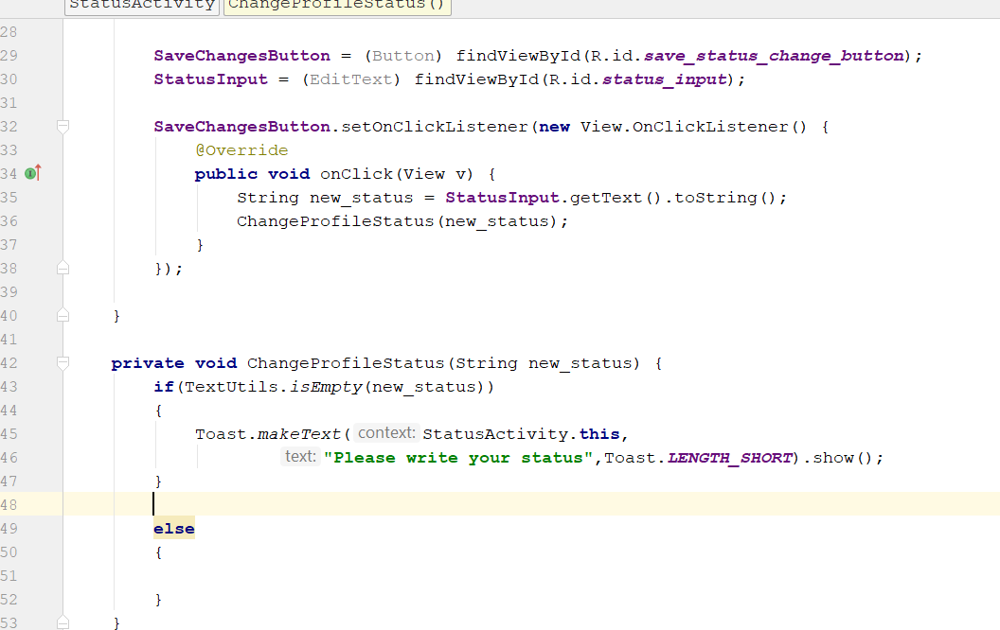 StatusActivity ChangeProfileStatus()
28
29 SaveChangesButton = (Button) findViewById(R.id.save_status_change_button);
30 StatusInput = (EditText) findViewById(R.id.status_input);
31
32 SaveChangesButton.setOnClickListener(new View.OnClickListener() {
33 @Override
34 public void onClick(View v) {
35 String new_status = StatusInput.getText().toString();
36 ChangeProfileStatus(new_status);
37 }
38 });
39
40 }
41
42 private void ChangeProfileStatus(String new_status) {
43 if(TextUtils.isEmpty(new_status))
44 {
45 Toast.makeText( context: StatusActivity.this,
46 text: "Please write your status",Toast.LENGTH_SHORT).show();
47 }
48
49 else
50 {
51
52 }
53 }